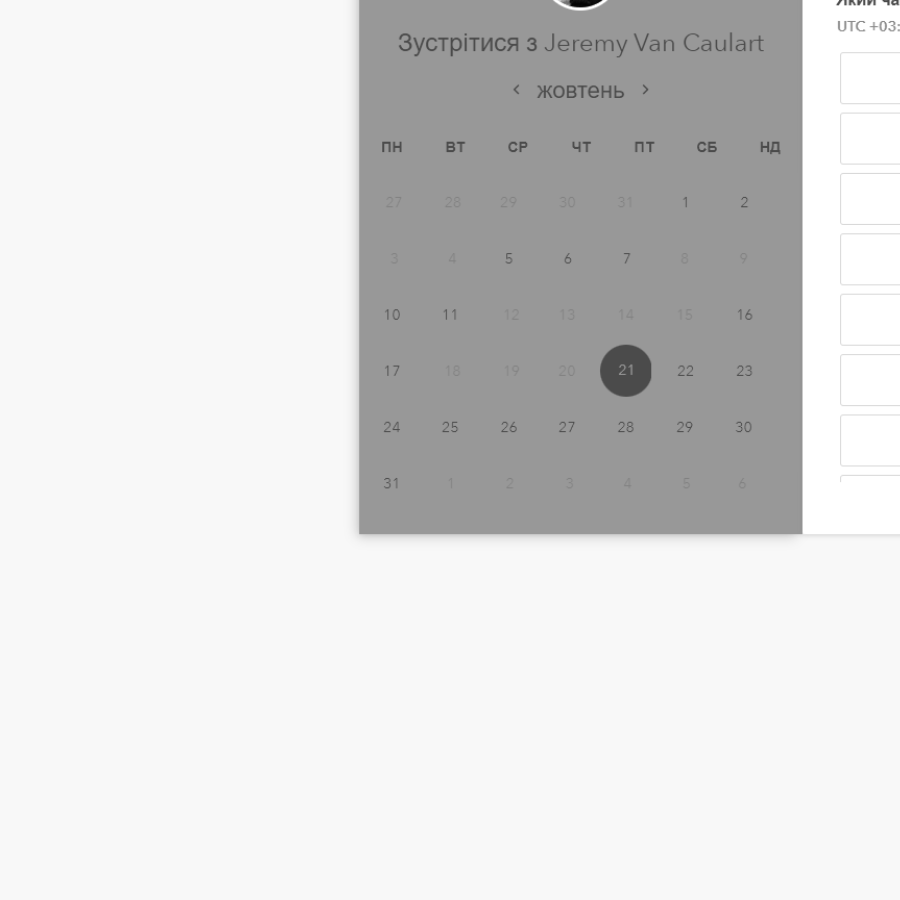 Зустрітися з Jeremy Van Caulart
жовтень
ПН ВТ СР ЧТ ПТ СБ НД
27 28 29 30 31 1 2
3 4 5 6 7 8 9
10 11 12 13 14 15 16
17 18 19 20 21 22 23
24 25 26 27 28 29 30
31 1 2 3 4 5 6
Який
UTC +03: